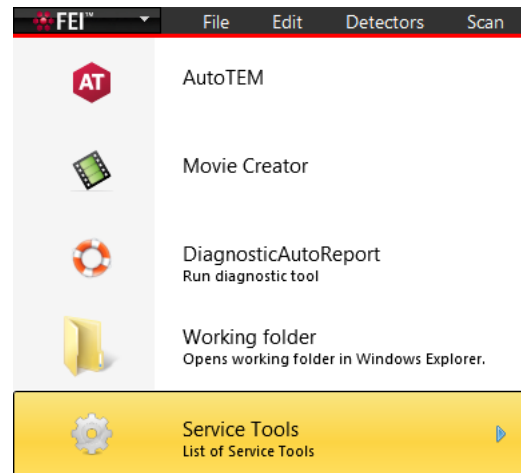 FEI™ File Edit Detectors Scan
AT AutoTEM
Movie Creator
DiagnosticAutoReport
Run diagnostic tool
Working folder
Opens working folder in Windows Explorer.
Service Tools
List of Service Tools